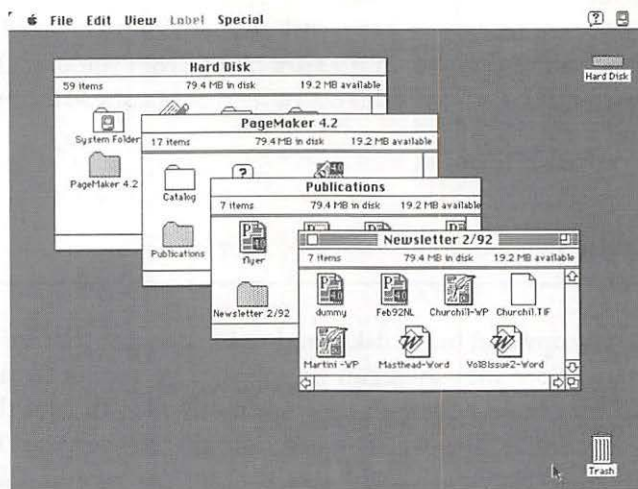 File Edit View Label Special
Hard Disk
Hard Disk
59 items 79.4 MB in disk 19.2 MB available
System Folder
PageMaker 4.2
PageMaker 4.2
17 items 79.4 MB in disk 19.2 MB available
Catalog
Publications
Publications
7 items 79.4 MB in disk 19.2 MB available
flyer
Newsletter 2/92
Newsletter 2/92
7 items 79.4 MB in disk 19.2 MB available
dummy Feb92NL Churchill-WP Churchil.TIF
Martini -WP Masthead-Word Vol8Issue2-Word
Trash